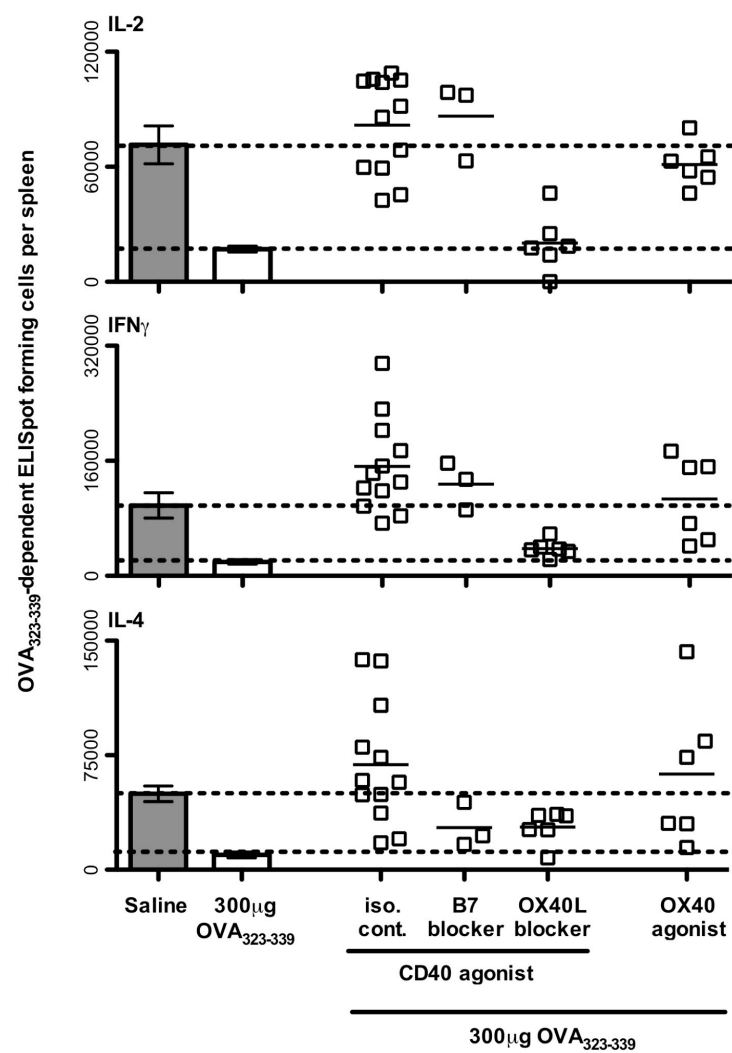 IL-2
120000
60000
0
IFNγ
320000
160000
0
IL-4
150000
75000
0
OVA323-339-dependent ELISpot forming cells per spleen
Saline
300μg
OVA323-339
iso.
cont.
B7
blocker
OX40L
blocker
OX40
agonist
CD40 agonist
300μg OVA323-339